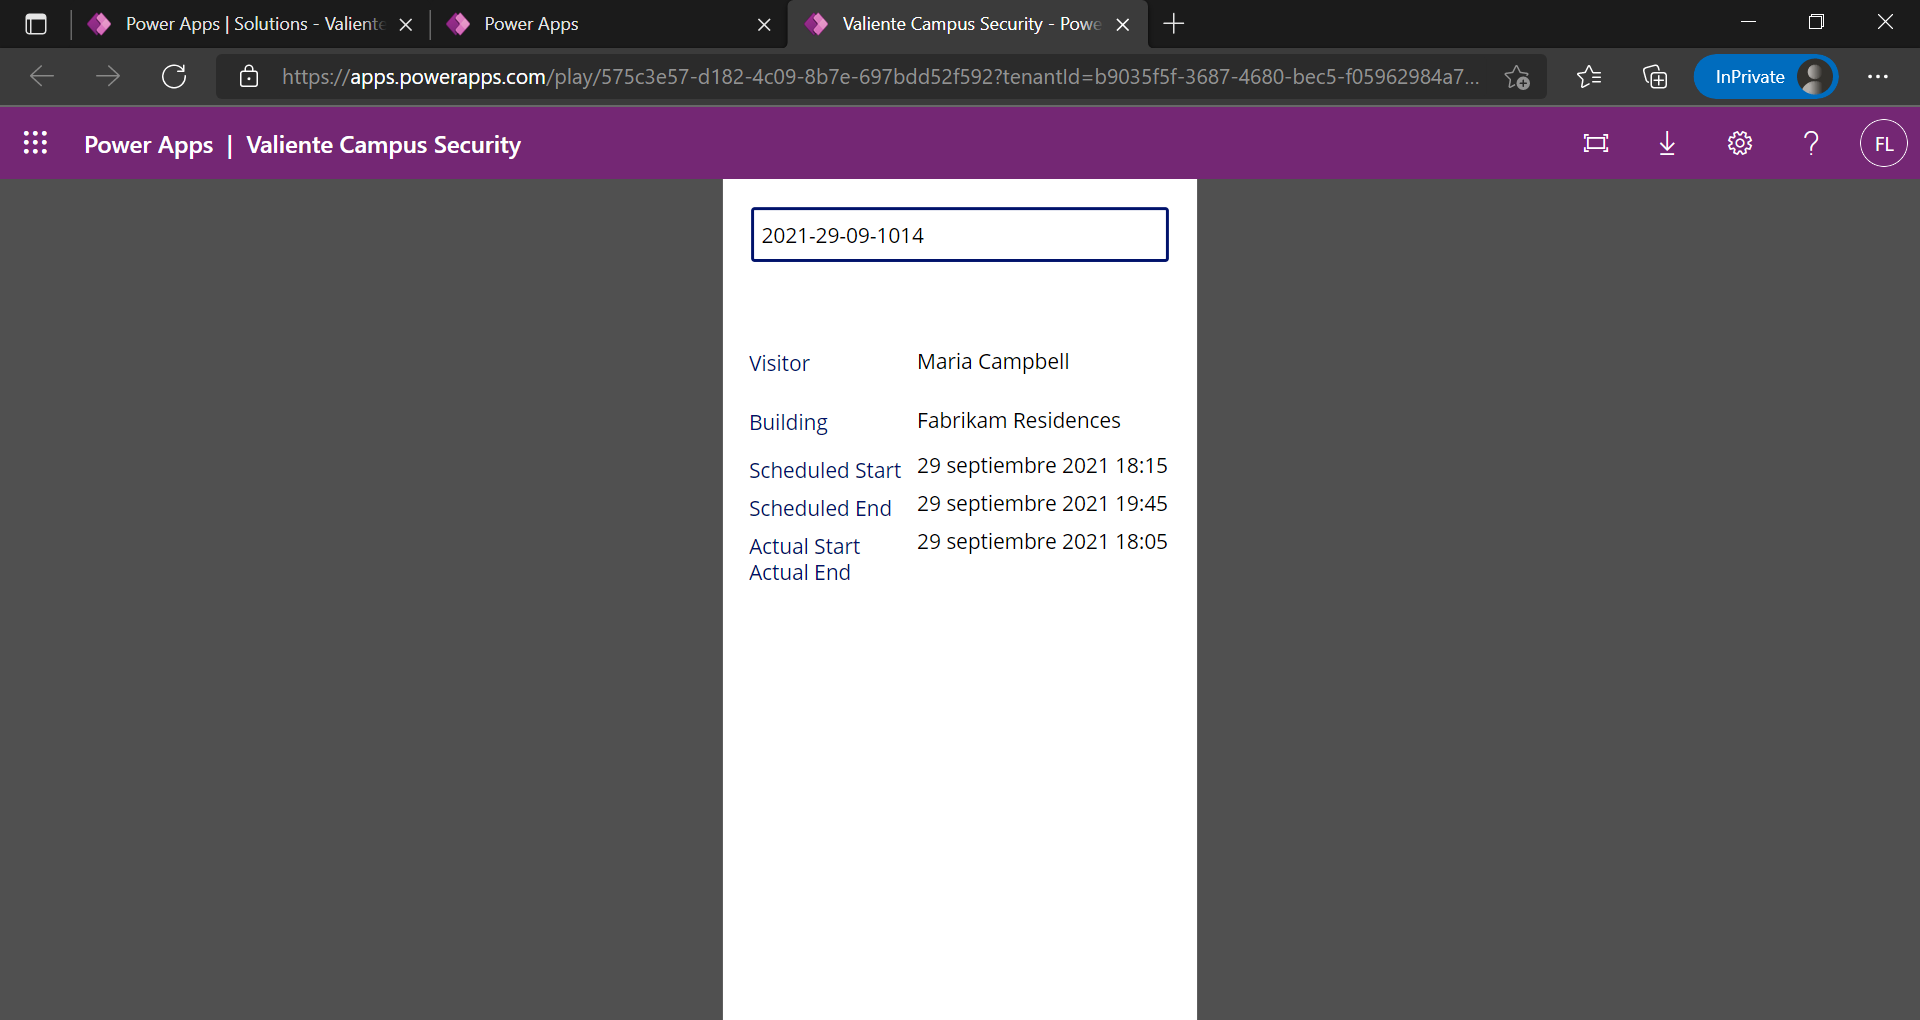 Power Apps | Solutions - Valiente
Power Apps
Valiente Campus Security - Powe
https://apps.powerapps.com/play/575c3e57-d182-4c09-8b7e-697bdd52f592?tenantId=b9035f5f-3687-4680-bec5-f05962984a7...
InPrivate
Power Apps | Valiente Campus Security
FL
2021-29-09-1014
Visitor Maria Campbell
Building Fabrikam Residences
Scheduled Start 29 septiembre 2021 18:15
Scheduled End 29 septiembre 2021 19:45
Actual Start 29 septiembre 2021 18:05
Actual End